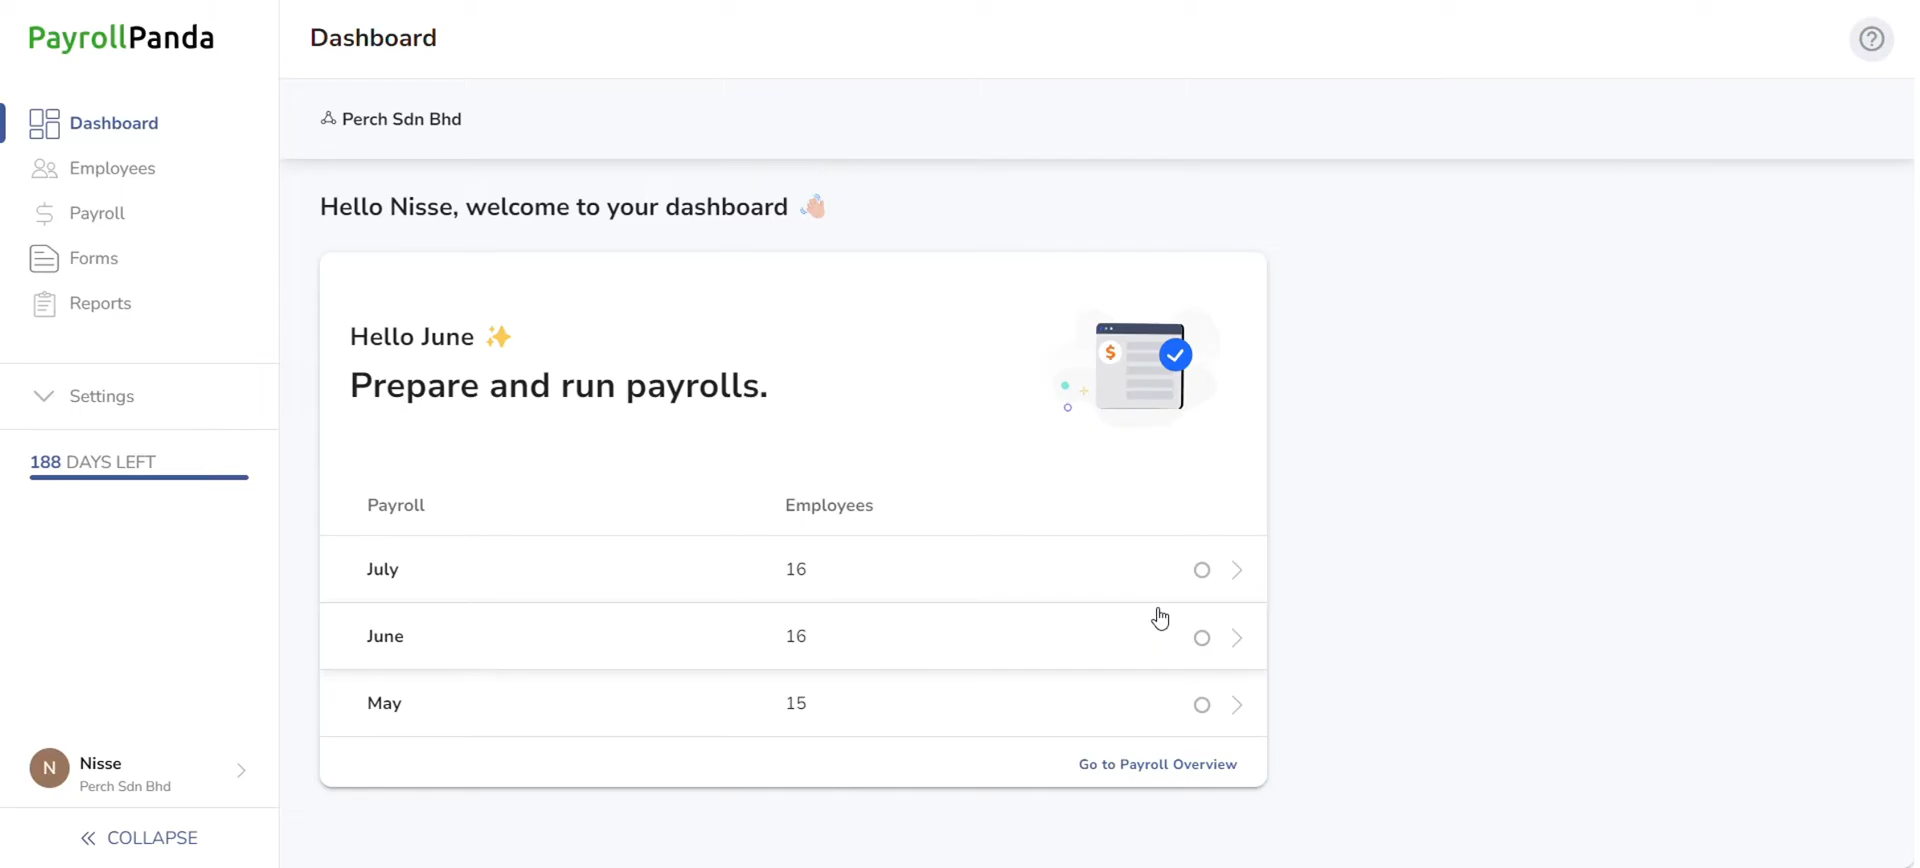 PayrollPanda
Dashboard
Employees
Payroll
Forms
Reports
Settings
188 DAYS LEFT
N
Nisse
Perch Sdn Bhd
COLLAPSE
Dashboard
?
Perch Sdn Bhd
Hello Nisse, welcome to your dashboard 👋
Hello June ✨
Prepare and run payrolls.
$
Payroll Employees
July 16
June 16
May 15
Go to Payroll Overview